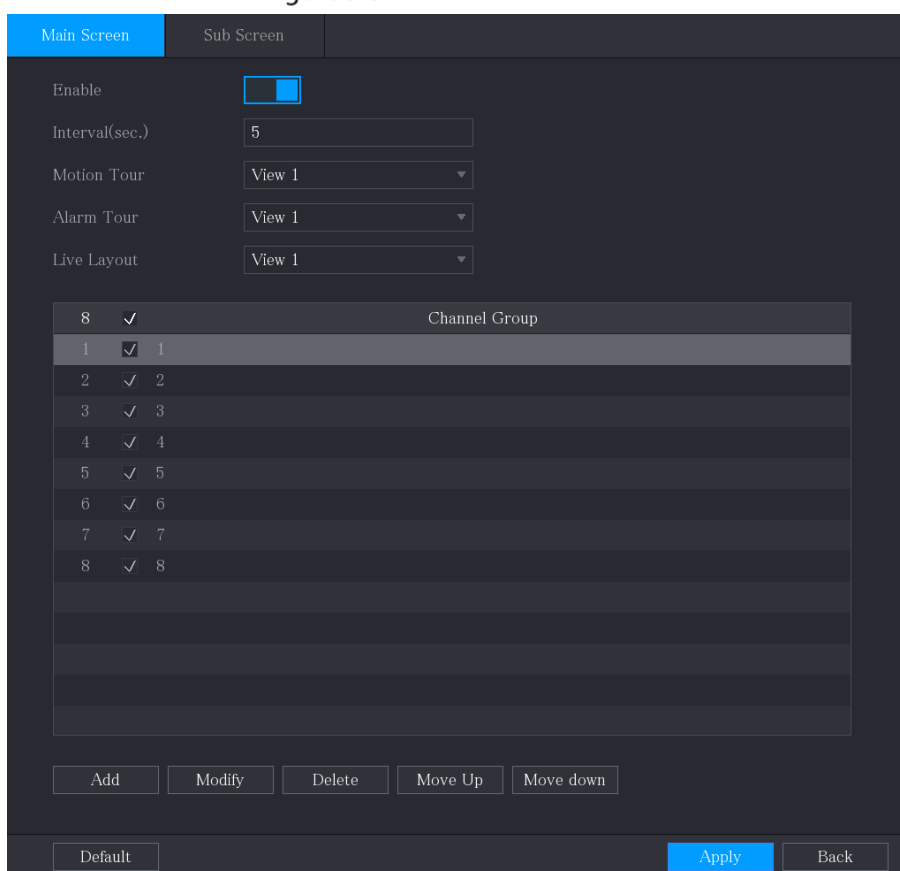 Main Screen Sub Screen
Enable
Interval(sec.) 5
Motion Tour View 1
Alarm Tour View 1
Live Layout View 1
8 Channel Group
1 1
2 2
3 3
4 4
5 5
6 6
7 7
8 8
Add Modify Delete Move Up Move down
Default Apply Back